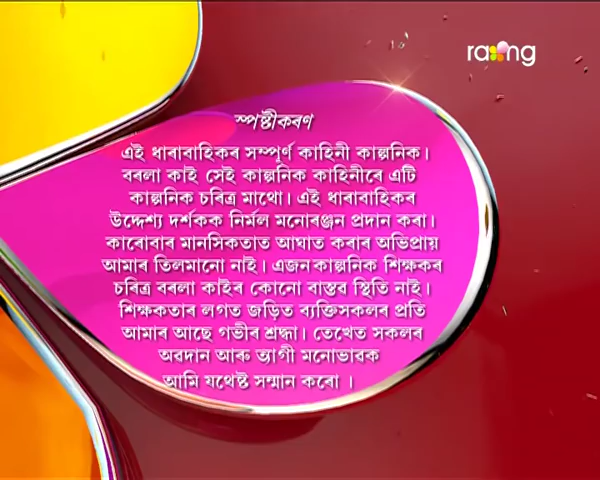 rang
স্পষ্টীকৰণ
এই ধাৰাবাহিকৰ সম্পূৰ্ণ কাহিনী কাল্পনিক।
বৰলা কাই সেই কাল্পনিক কাহিনীৰে এটি
কাল্পনিক চৰিত্ৰ মাথো। এই ধাৰাবাহিকৰ
উদ্দেশ্য দৰ্শকক নিৰ্মল মনোৰঞ্জন প্ৰদান কৰা।
কাৰোবাৰ মানসিকতাত আঘাত কৰাৰ অভিপ্ৰায়
আমাৰ তিলমানো নাই। এজন কাল্পনিক শিক্ষকৰ
চৰিত্ৰ বৰলা কাইৰ কোনো বাস্তৱ স্থিতি নাই।
শিক্ষকতাৰ লগত জড়িত ব্যক্তিসকলৰ প্ৰতি
আমাৰ আছে গভীৰ শ্ৰদ্ধা। তেখেত সকলৰ
অৱদান আৰু ত্যাগী মনোভাৱক
আমি যথেষ্ট সন্মান কৰো ।